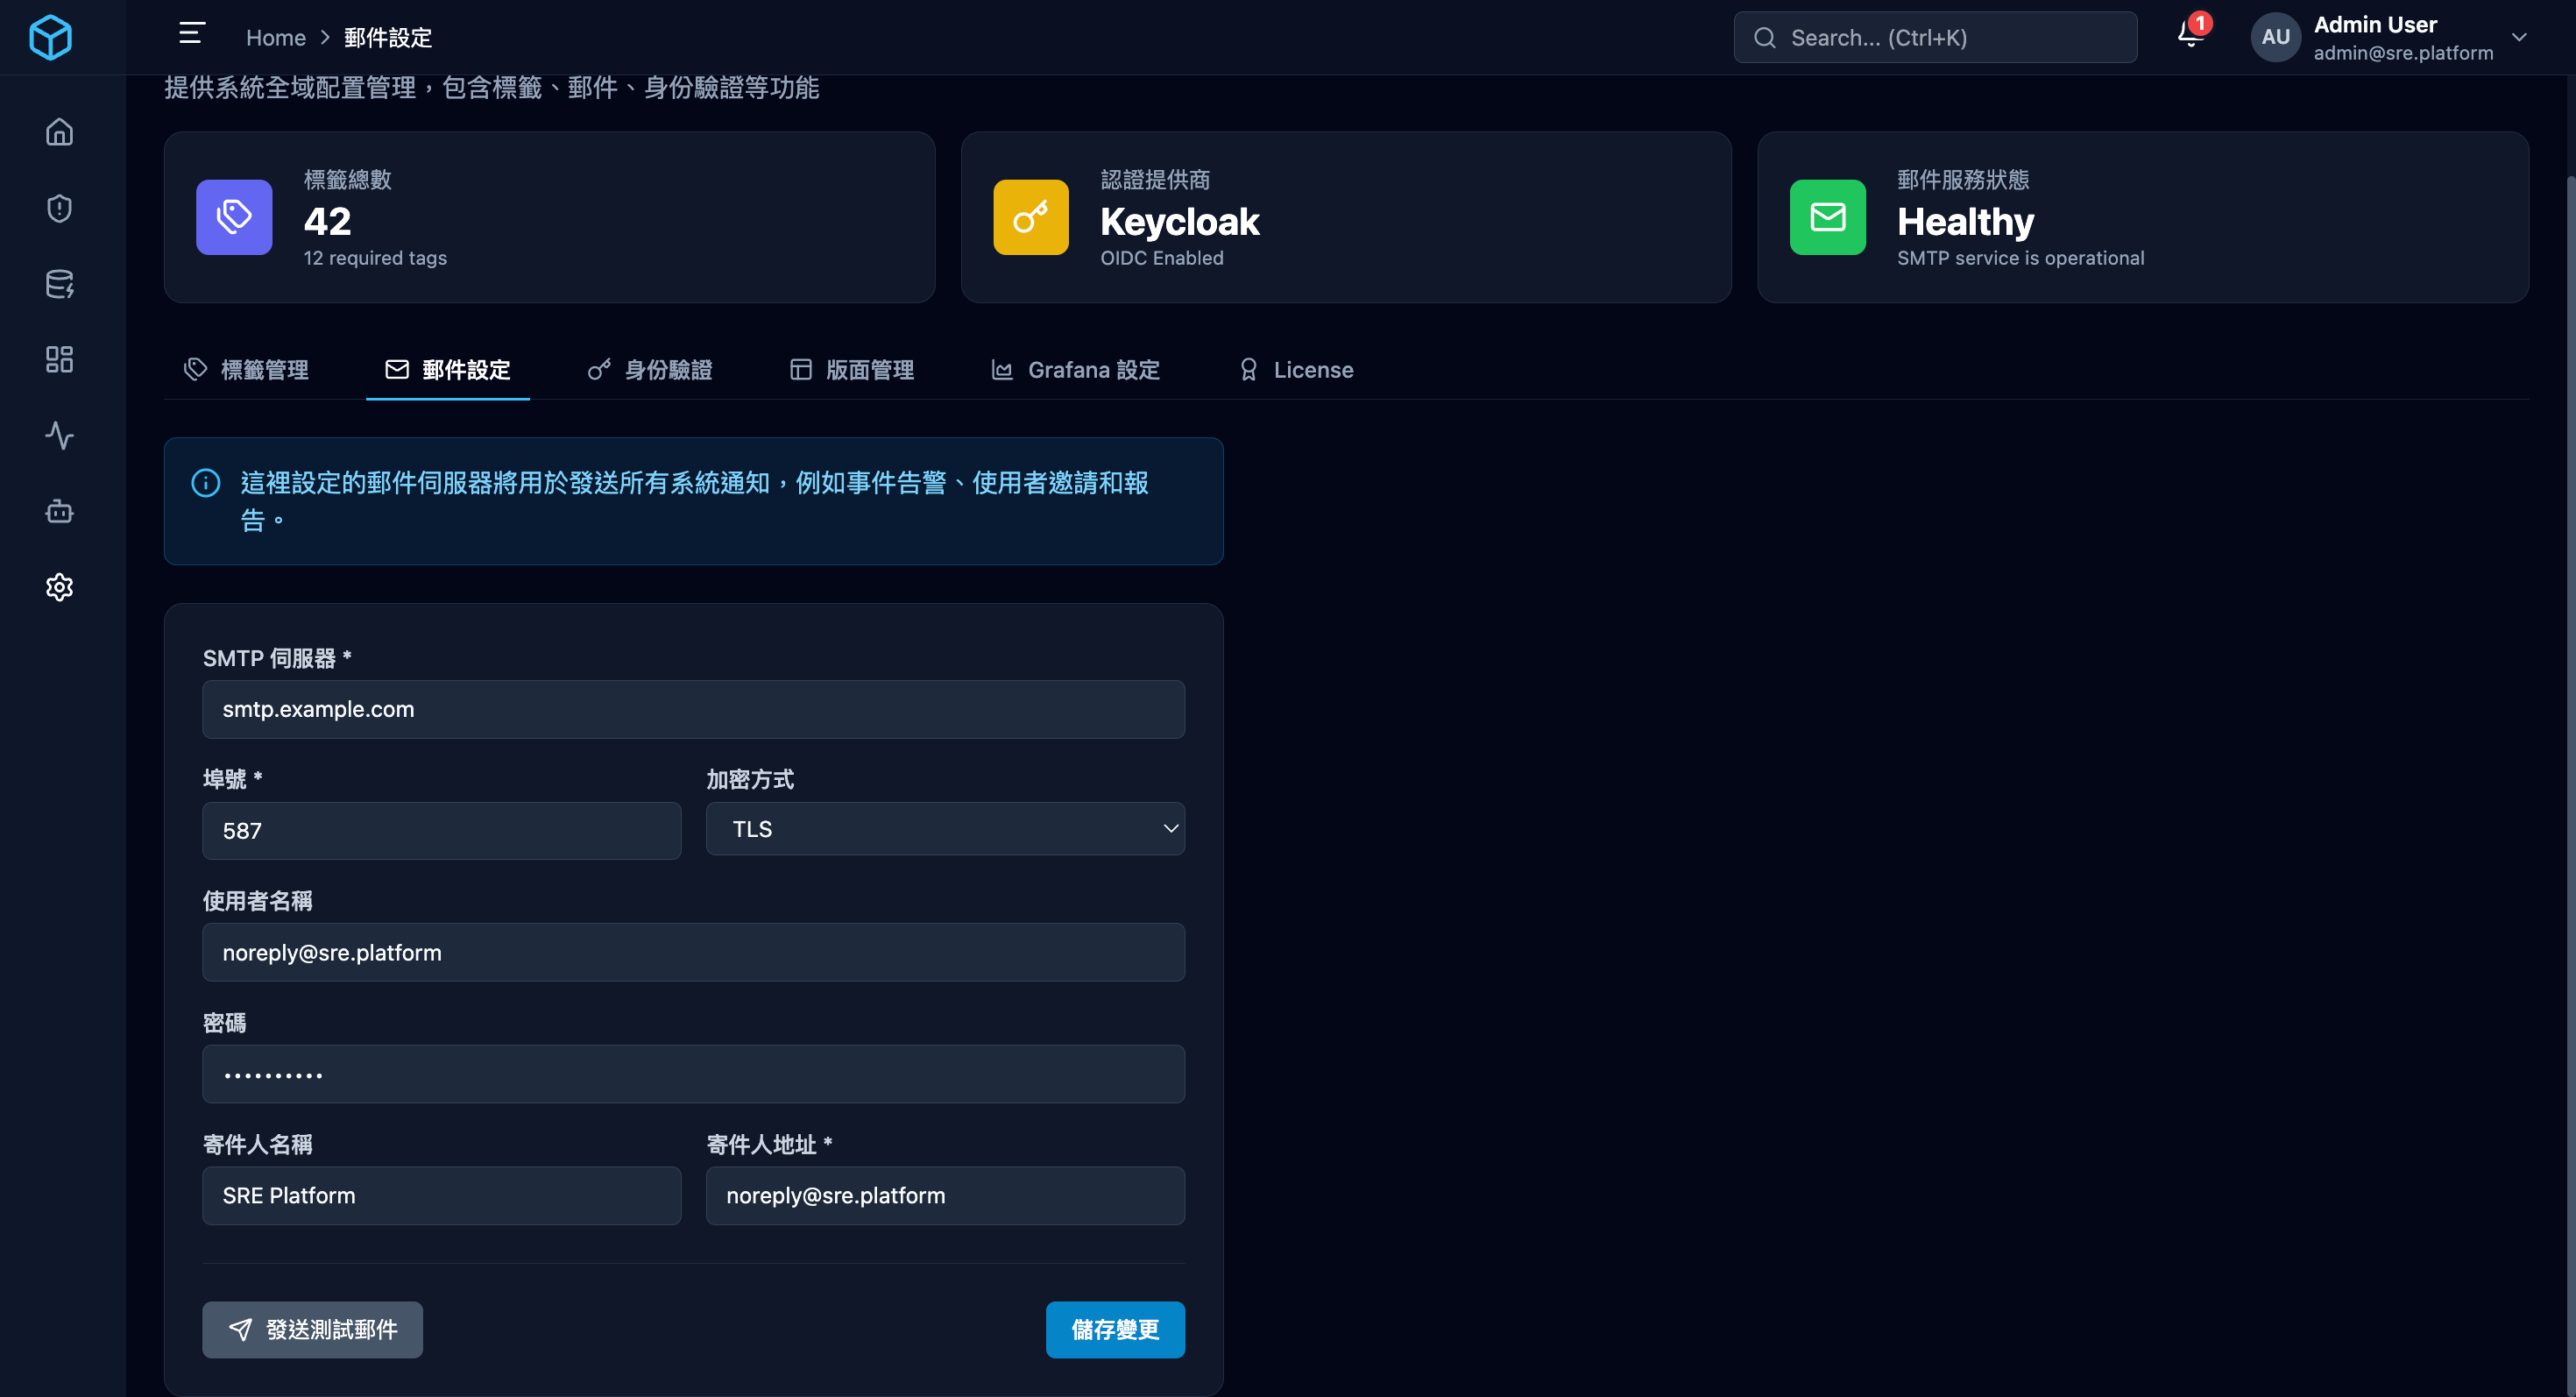 Home > 郵件設定
Search... (Ctrl+K)
1
AU
Admin User
admin@sre.platform
提供系統全域配置管理，包含標籤、郵件、身份驗證等功能
標籤總數
42
12 required tags
認證提供商
Keycloak
OIDC Enabled
郵件服務狀態
Healthy
SMTP service is operational
標籤管理
郵件設定
身份驗證
版面管理
Grafana 設定
License
這裡設定的郵件伺服器將用於發送所有系統通知，例如事件告警、使用者邀請和報
告。
SMTP 伺服器 *
smtp.example.com
埠號 *
587
加密方式
TLS
使用者名稱
noreply@sre.platform
密碼
••••••••••
寄件人名稱
SRE Platform
寄件人地址 *
noreply@sre.platform
發送測試郵件
儲存變更